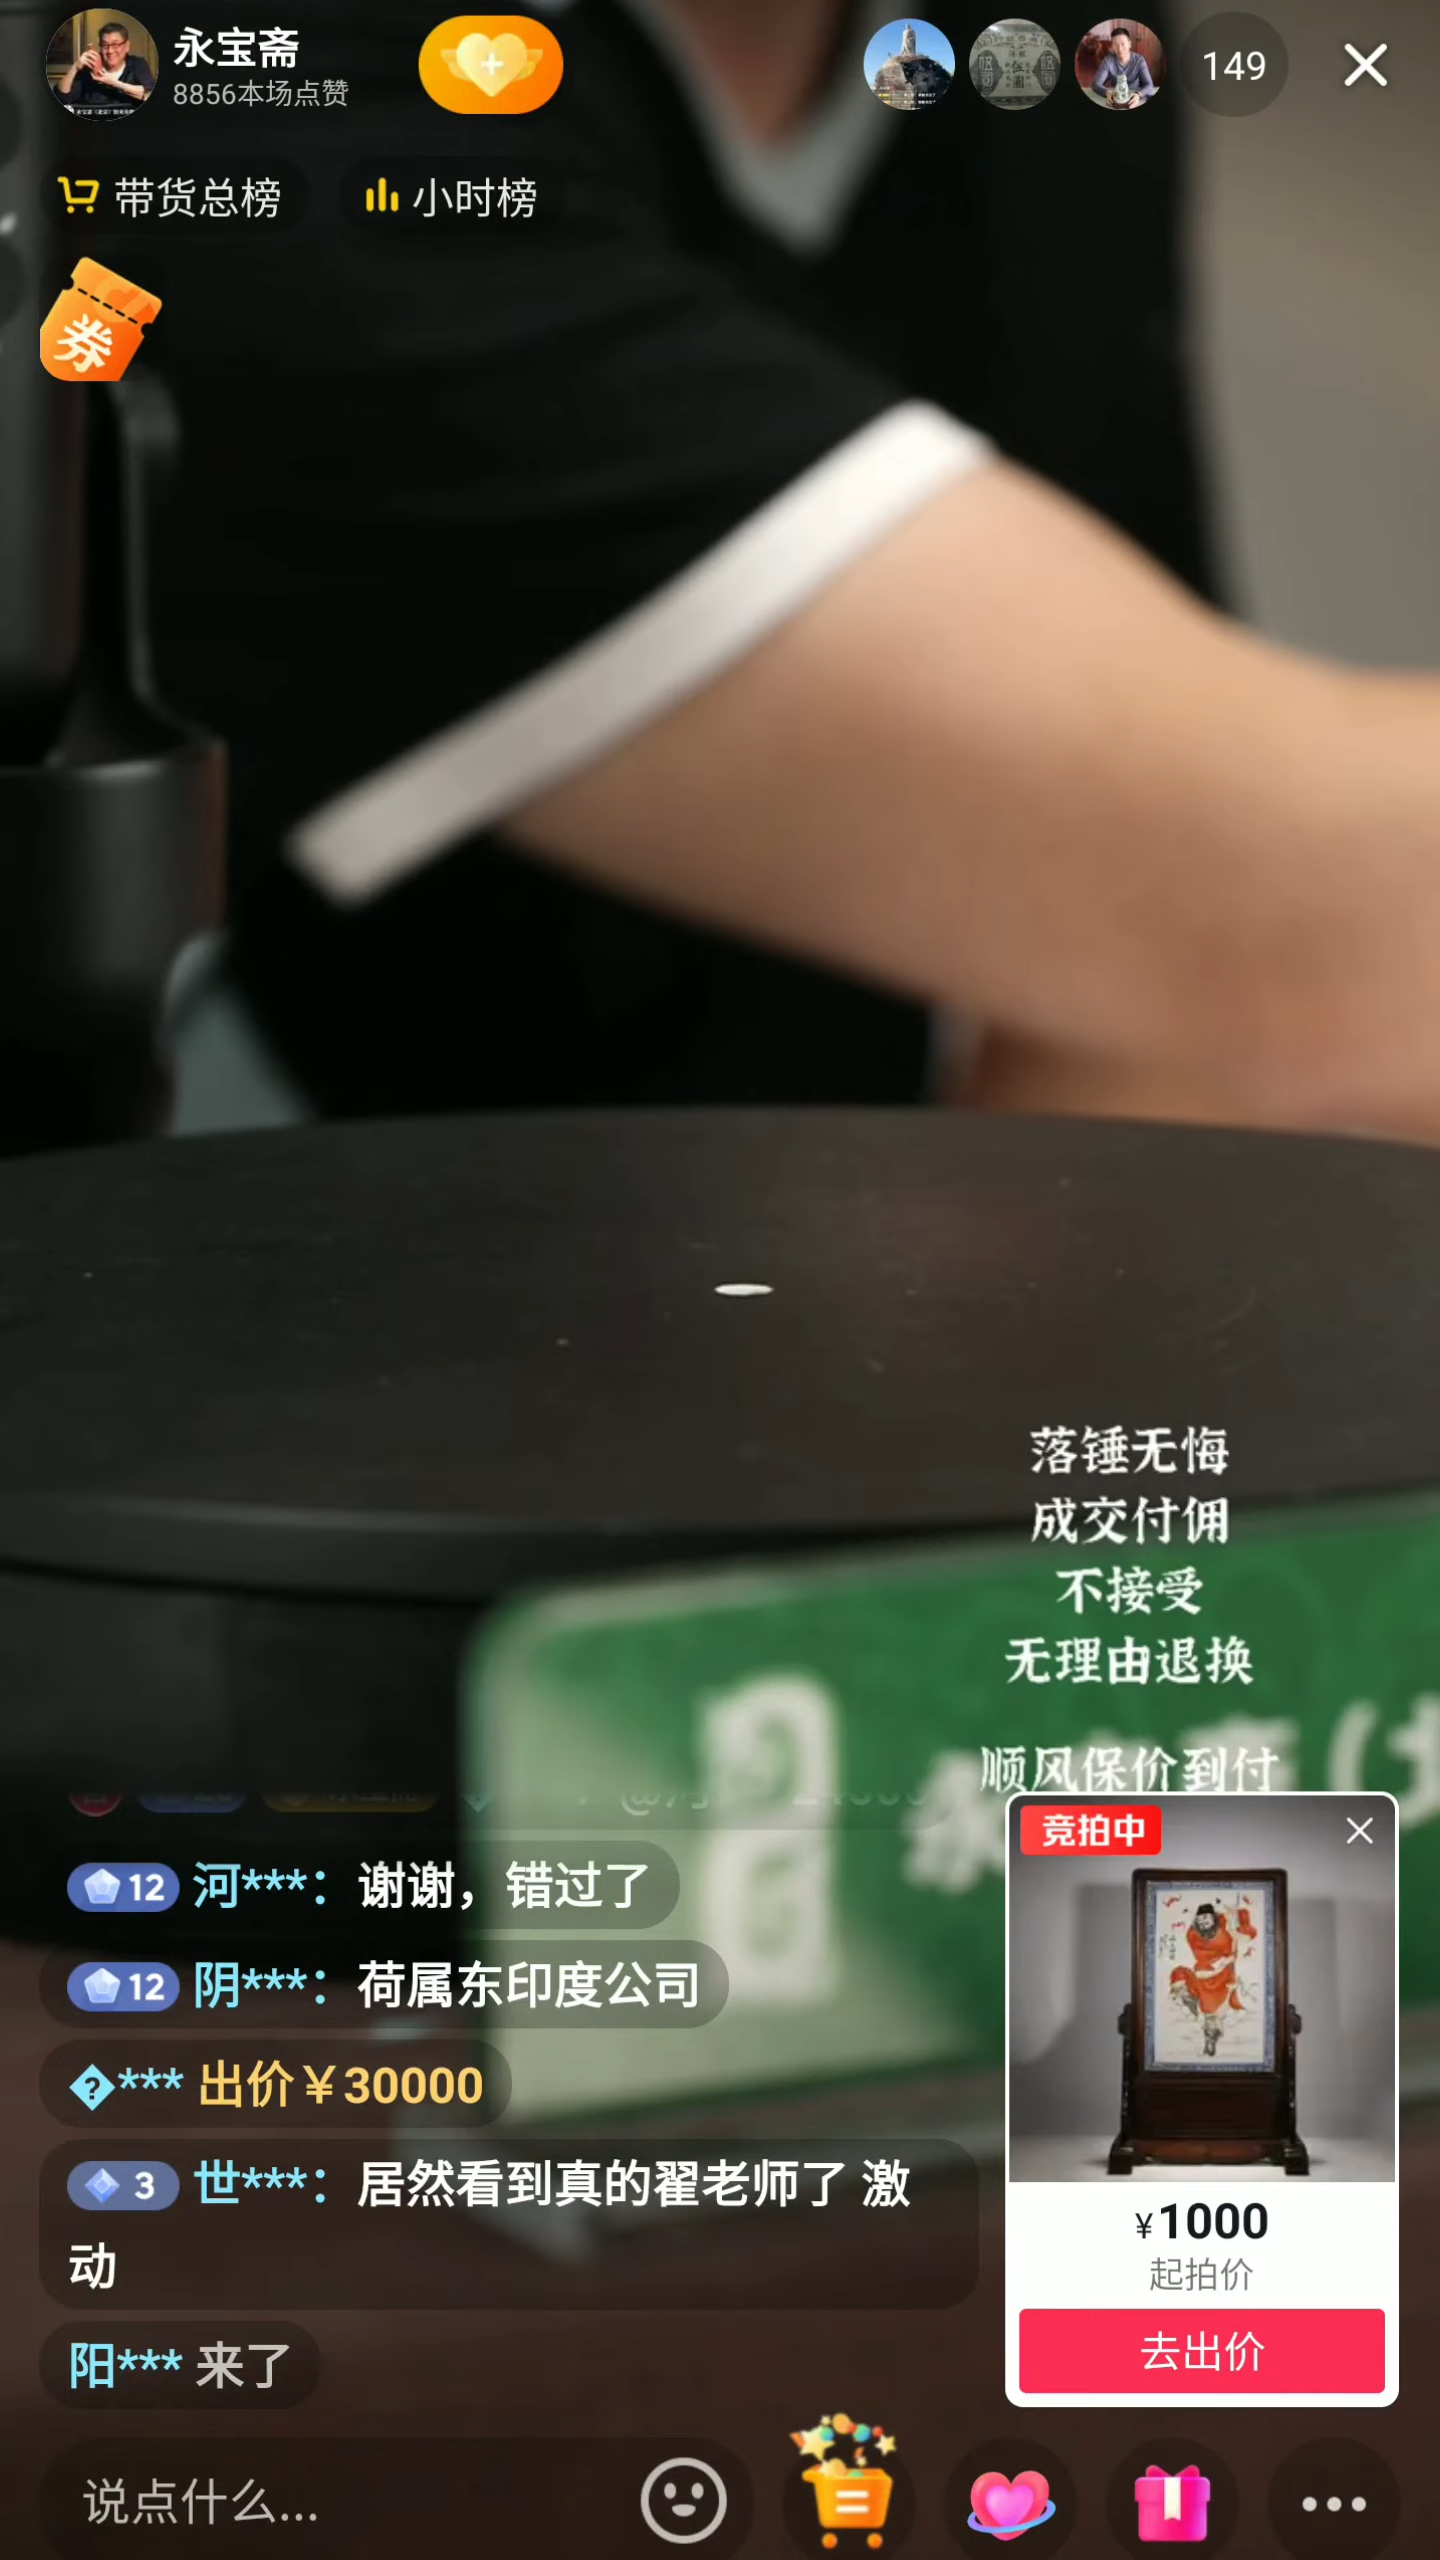 永宝斋
8856本场点赞
149
带货总榜
小时榜
券
落锤无悔
成交付佣
不接受
无理由退换
顺风保价到付
12 河***：谢谢，错过了
12 阴***：荷属东印度公司
*** 出价￥30000
3 世***：居然看到真的翟老师了 激
动
阳*** 来了
竞拍中
¥1000
起拍价
去出价
说点什么...